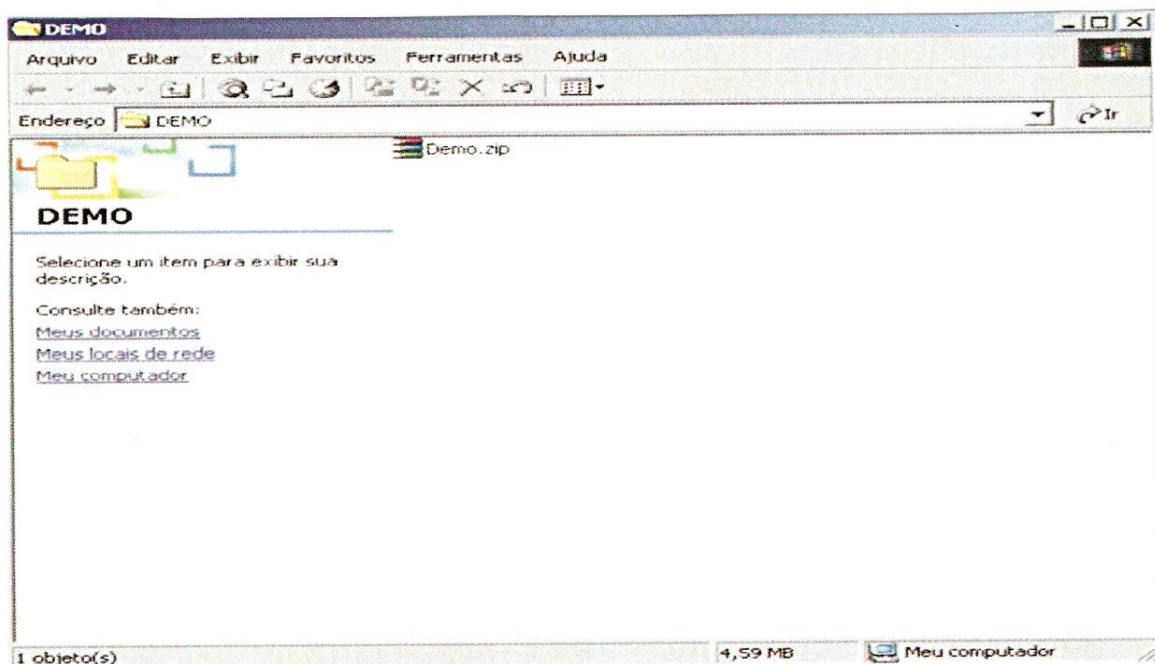 DEMO
Arquivo Editar Exibir Favoritos Ferramentas Ajuda
Endereço DEMO Ir
Demo.zip
DEMO
Selecione um item para exibir sua
descrição.
Consulte também:
Meus documentos
Meus locais de rede
Meu computador
1 objeto(s) 4,59 MB Meu computador